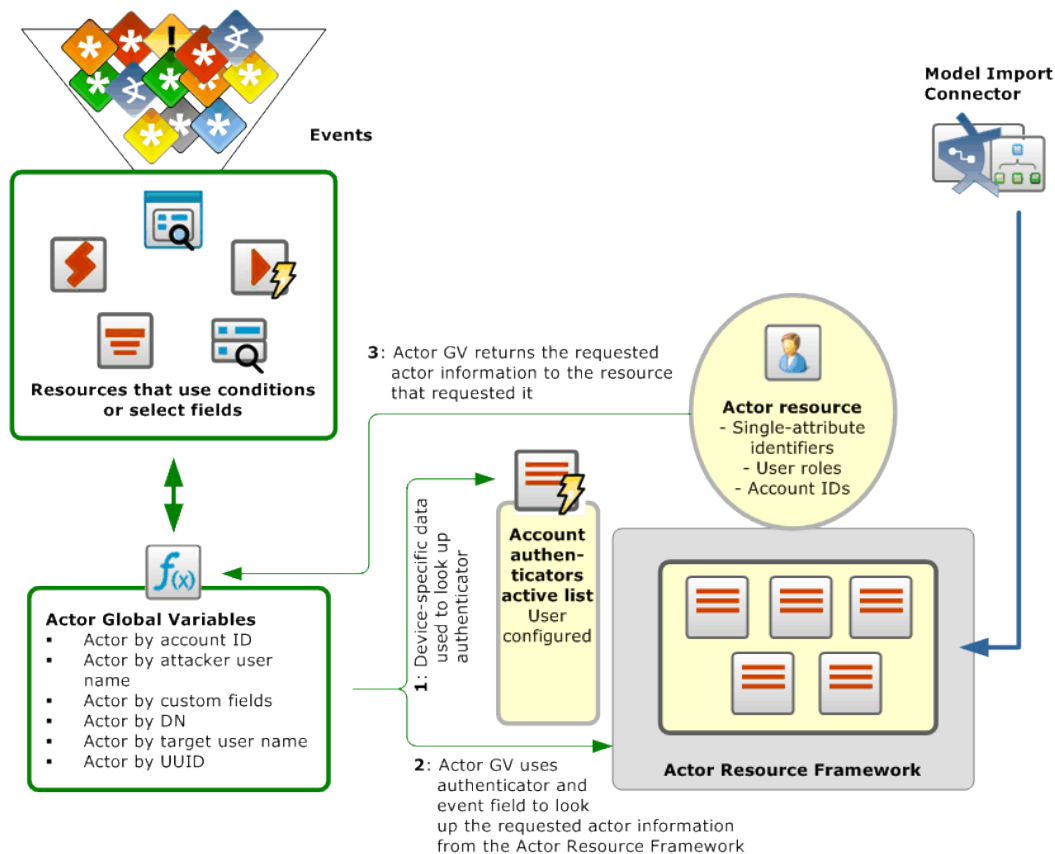 Model Import
Connector
Events
Resources that use conditions
or select fields
3: Actor GV returns the requested
actor information to the resource
that requested it
Actor resource
- Single-attribute
identifiers
- User roles
- Account IDs
1: Device-specific data
used to look up
authenticator
Account
authen-
ticators
active list
User
configured
f(x)
Actor Global Variables
▪ Actor by account ID
▪ Actor by attacker user
name
▪ Actor by custom fields
▪ Actor by DN
▪ Actor by target user name
▪ Actor by UUID
Actor Resource Framework
2: Actor GV uses
authenticator and
event field to look
up the requested actor information
from the Actor Resource Framework